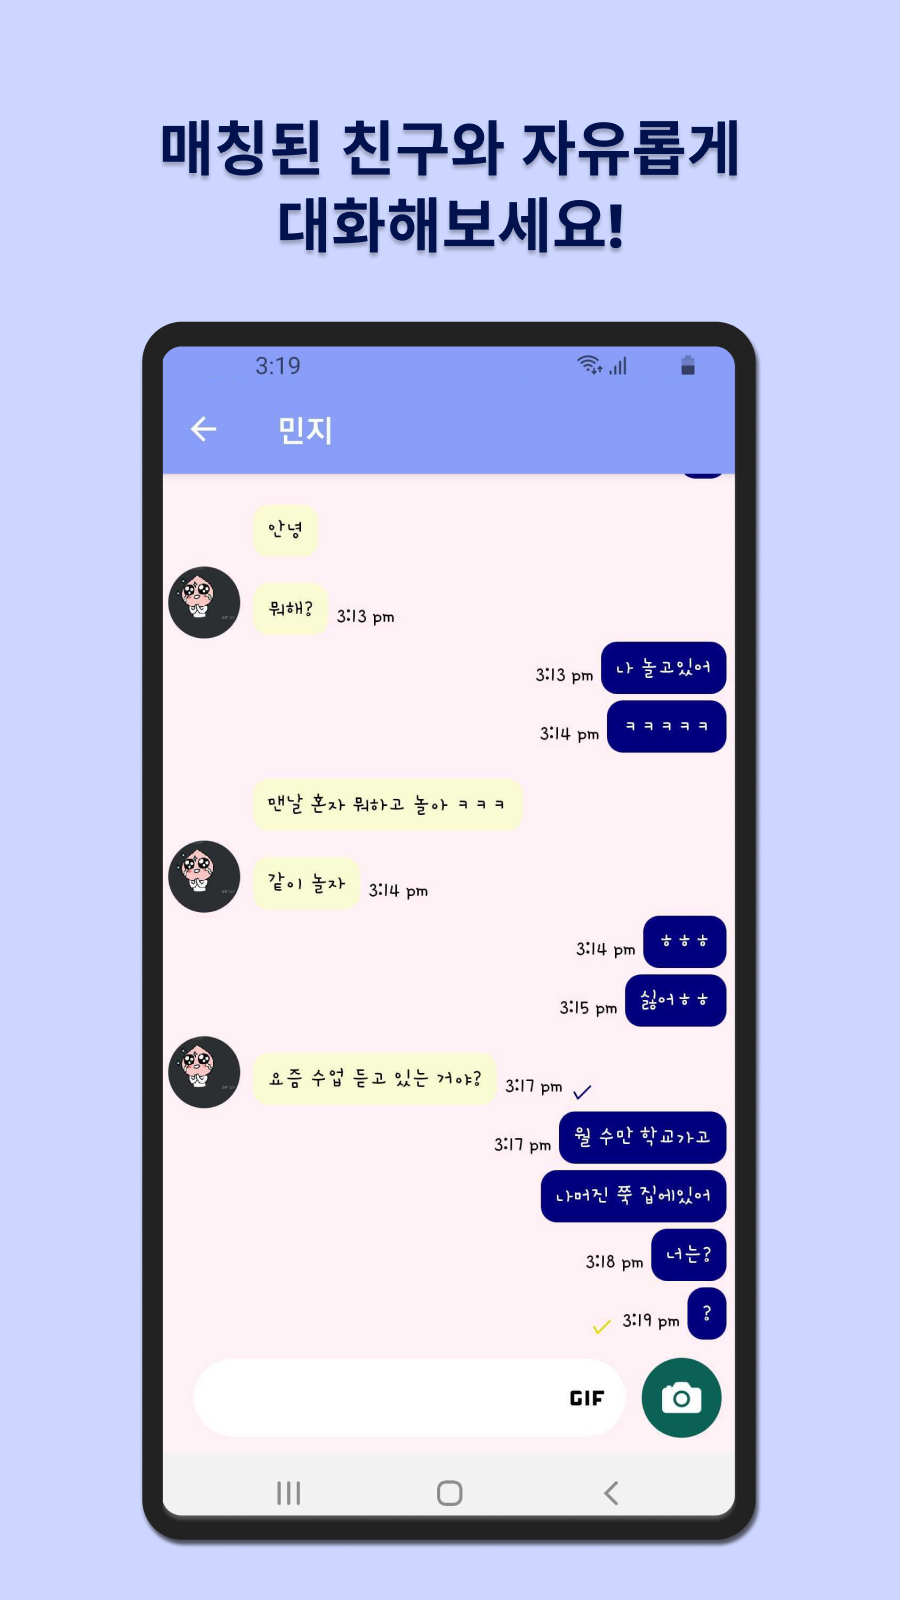 매칭된 친구와 자유롭게
대화해보세요!
3:19
민지
안녕
뭐해?
3:13 pm
3:13 pm
나 놀고있어
3:14 pm
ㅋㅋㅋㅋㅋ
맨날 혼자 뭐하고 놀아 ㅋㅋㅋ
같이 놀자
3:14 pm
3:14 pm
ㅎㅎㅎ
3:15 pm
싫어ㅎㅎ
요즘 수업 듣고 있는 거야?
3:17 pm
3:17 pm
월 수만 학교가고
나머진 쭉 집에있어
3:18 pm
너는?
3:19 pm
?
GIF